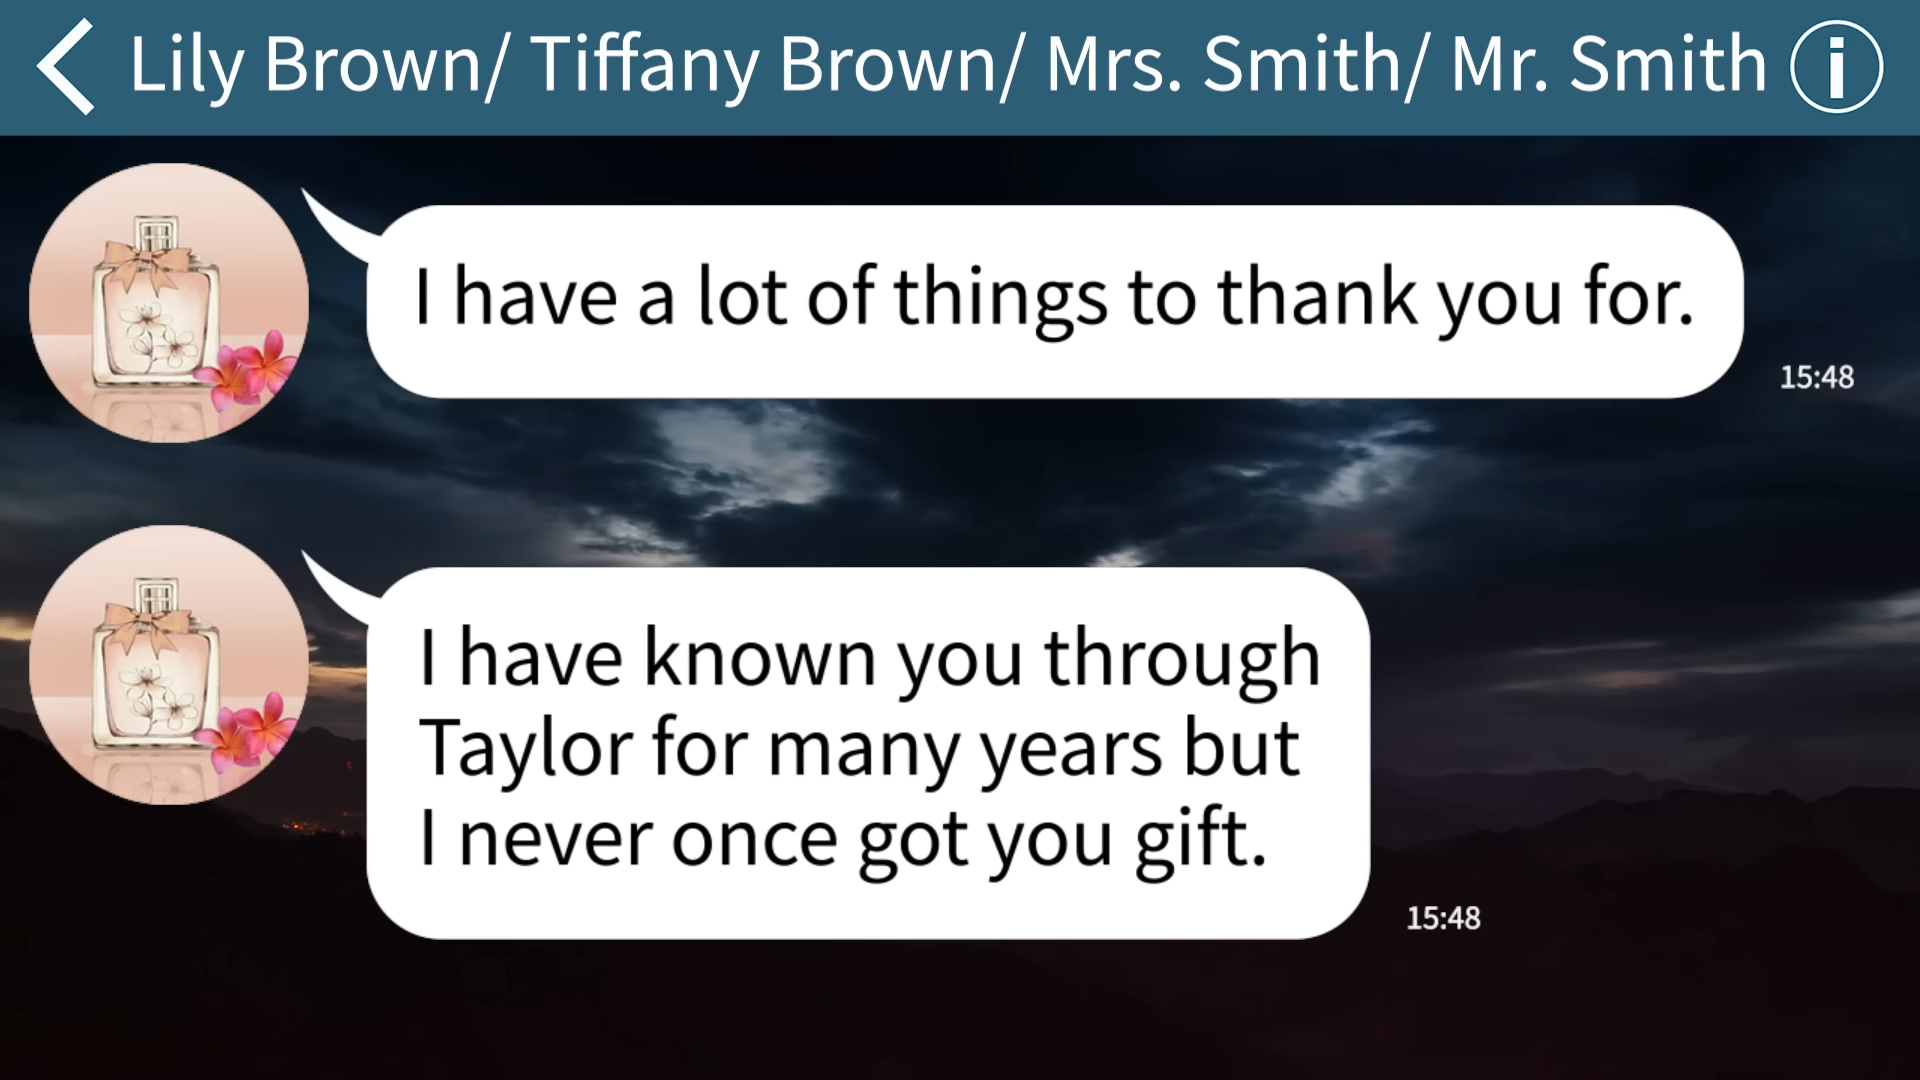 Lily Brown/ Tiffany Brown/ Mrs. Smith/ Mr. Smith
I have a lot of things to thank you for.
15:48
I have known you through
Taylor for many years but
I never once got you gift.
15:48